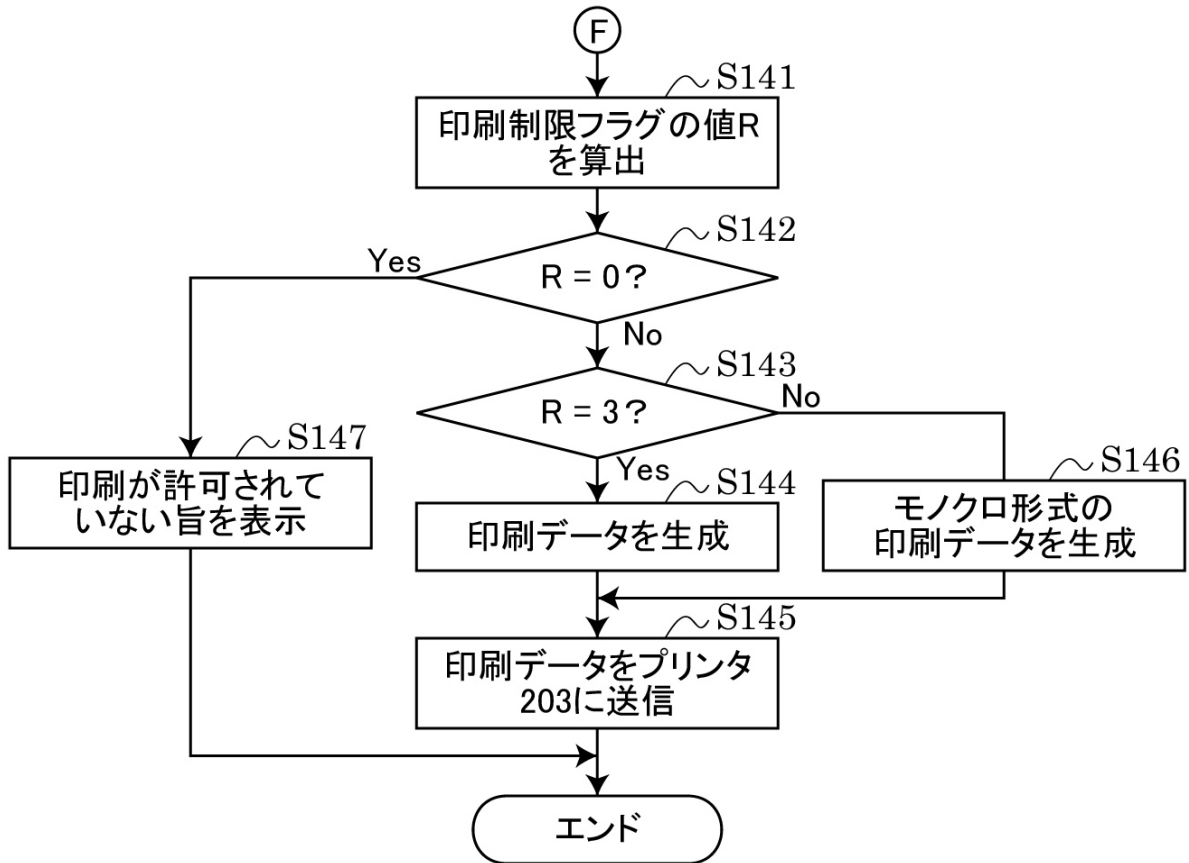 F
S141
印刷制限フラグの値R
を算出
S142
R = 0?
Yes
No
S143
R = 3?
No
Yes
S147
印刷が許可されて
いない旨を表示
S144
印刷データを生成
S146
モノクロ形式の
印刷データを生成
S145
印刷データをプリンタ
203に送信
エンド